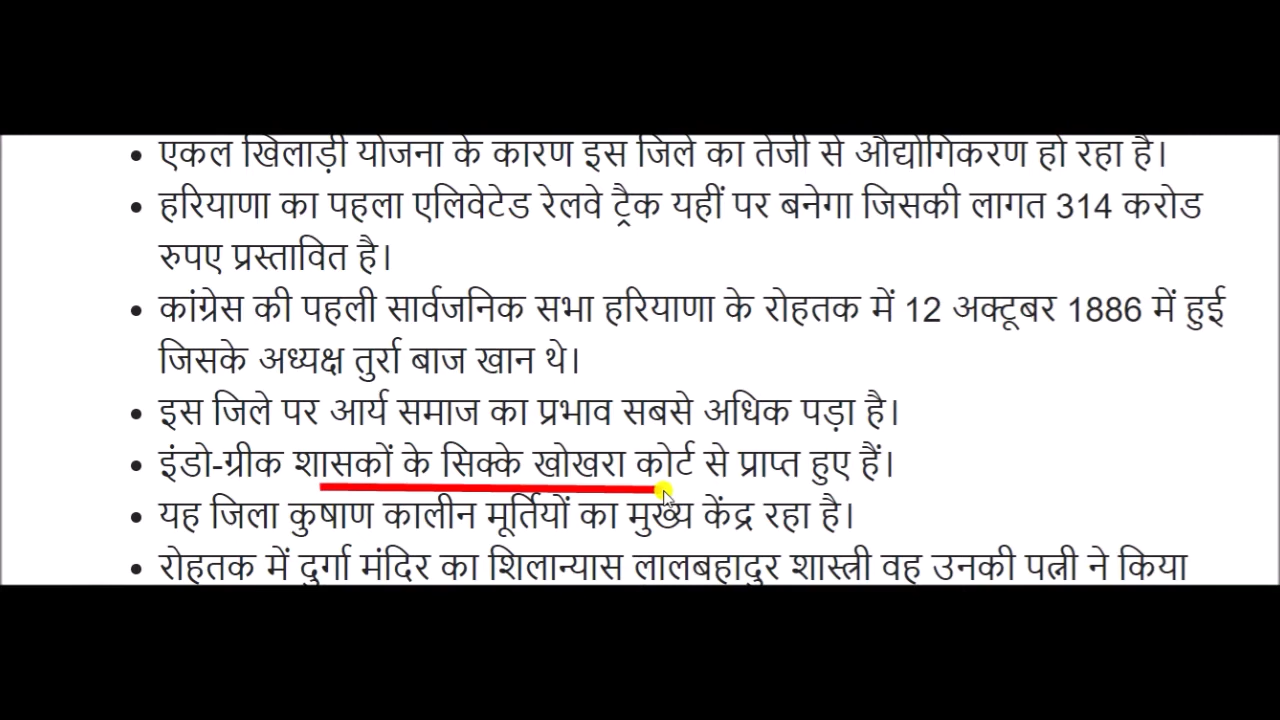 • एकल खिलाड़ी योजना के कारण इस जिले का तेजी से औद्योगिकरण हो रहा है।
• हरियाणा का पहला एलिवेटेड रेलवे ट्रैक यहीं पर बनेगा जिसकी लागत 314 करोड
रुपए प्रस्तावित है।
• कांग्रेस की पहली सार्वजनिक सभा हरियाणा के रोहतक में 12 अक्टूबर 1886 में हुई
जिसके अध्यक्ष तुर्रा बाज खान थे।
• इस जिले पर आर्य समाज का प्रभाव सबसे अधिक पड़ा है।
• इंडो-ग्रीक शासकों के सिक्के खोखरा कोर्ट से प्राप्त हुए हैं।
• यह जिला कुषाण कालीन मूर्तियों का मुख्य केंद्र रहा है।
• रोहतक में दुर्गा मंदिर का शिलान्यास लालबहादुर शास्त्री वह उनकी पत्नी ने किया